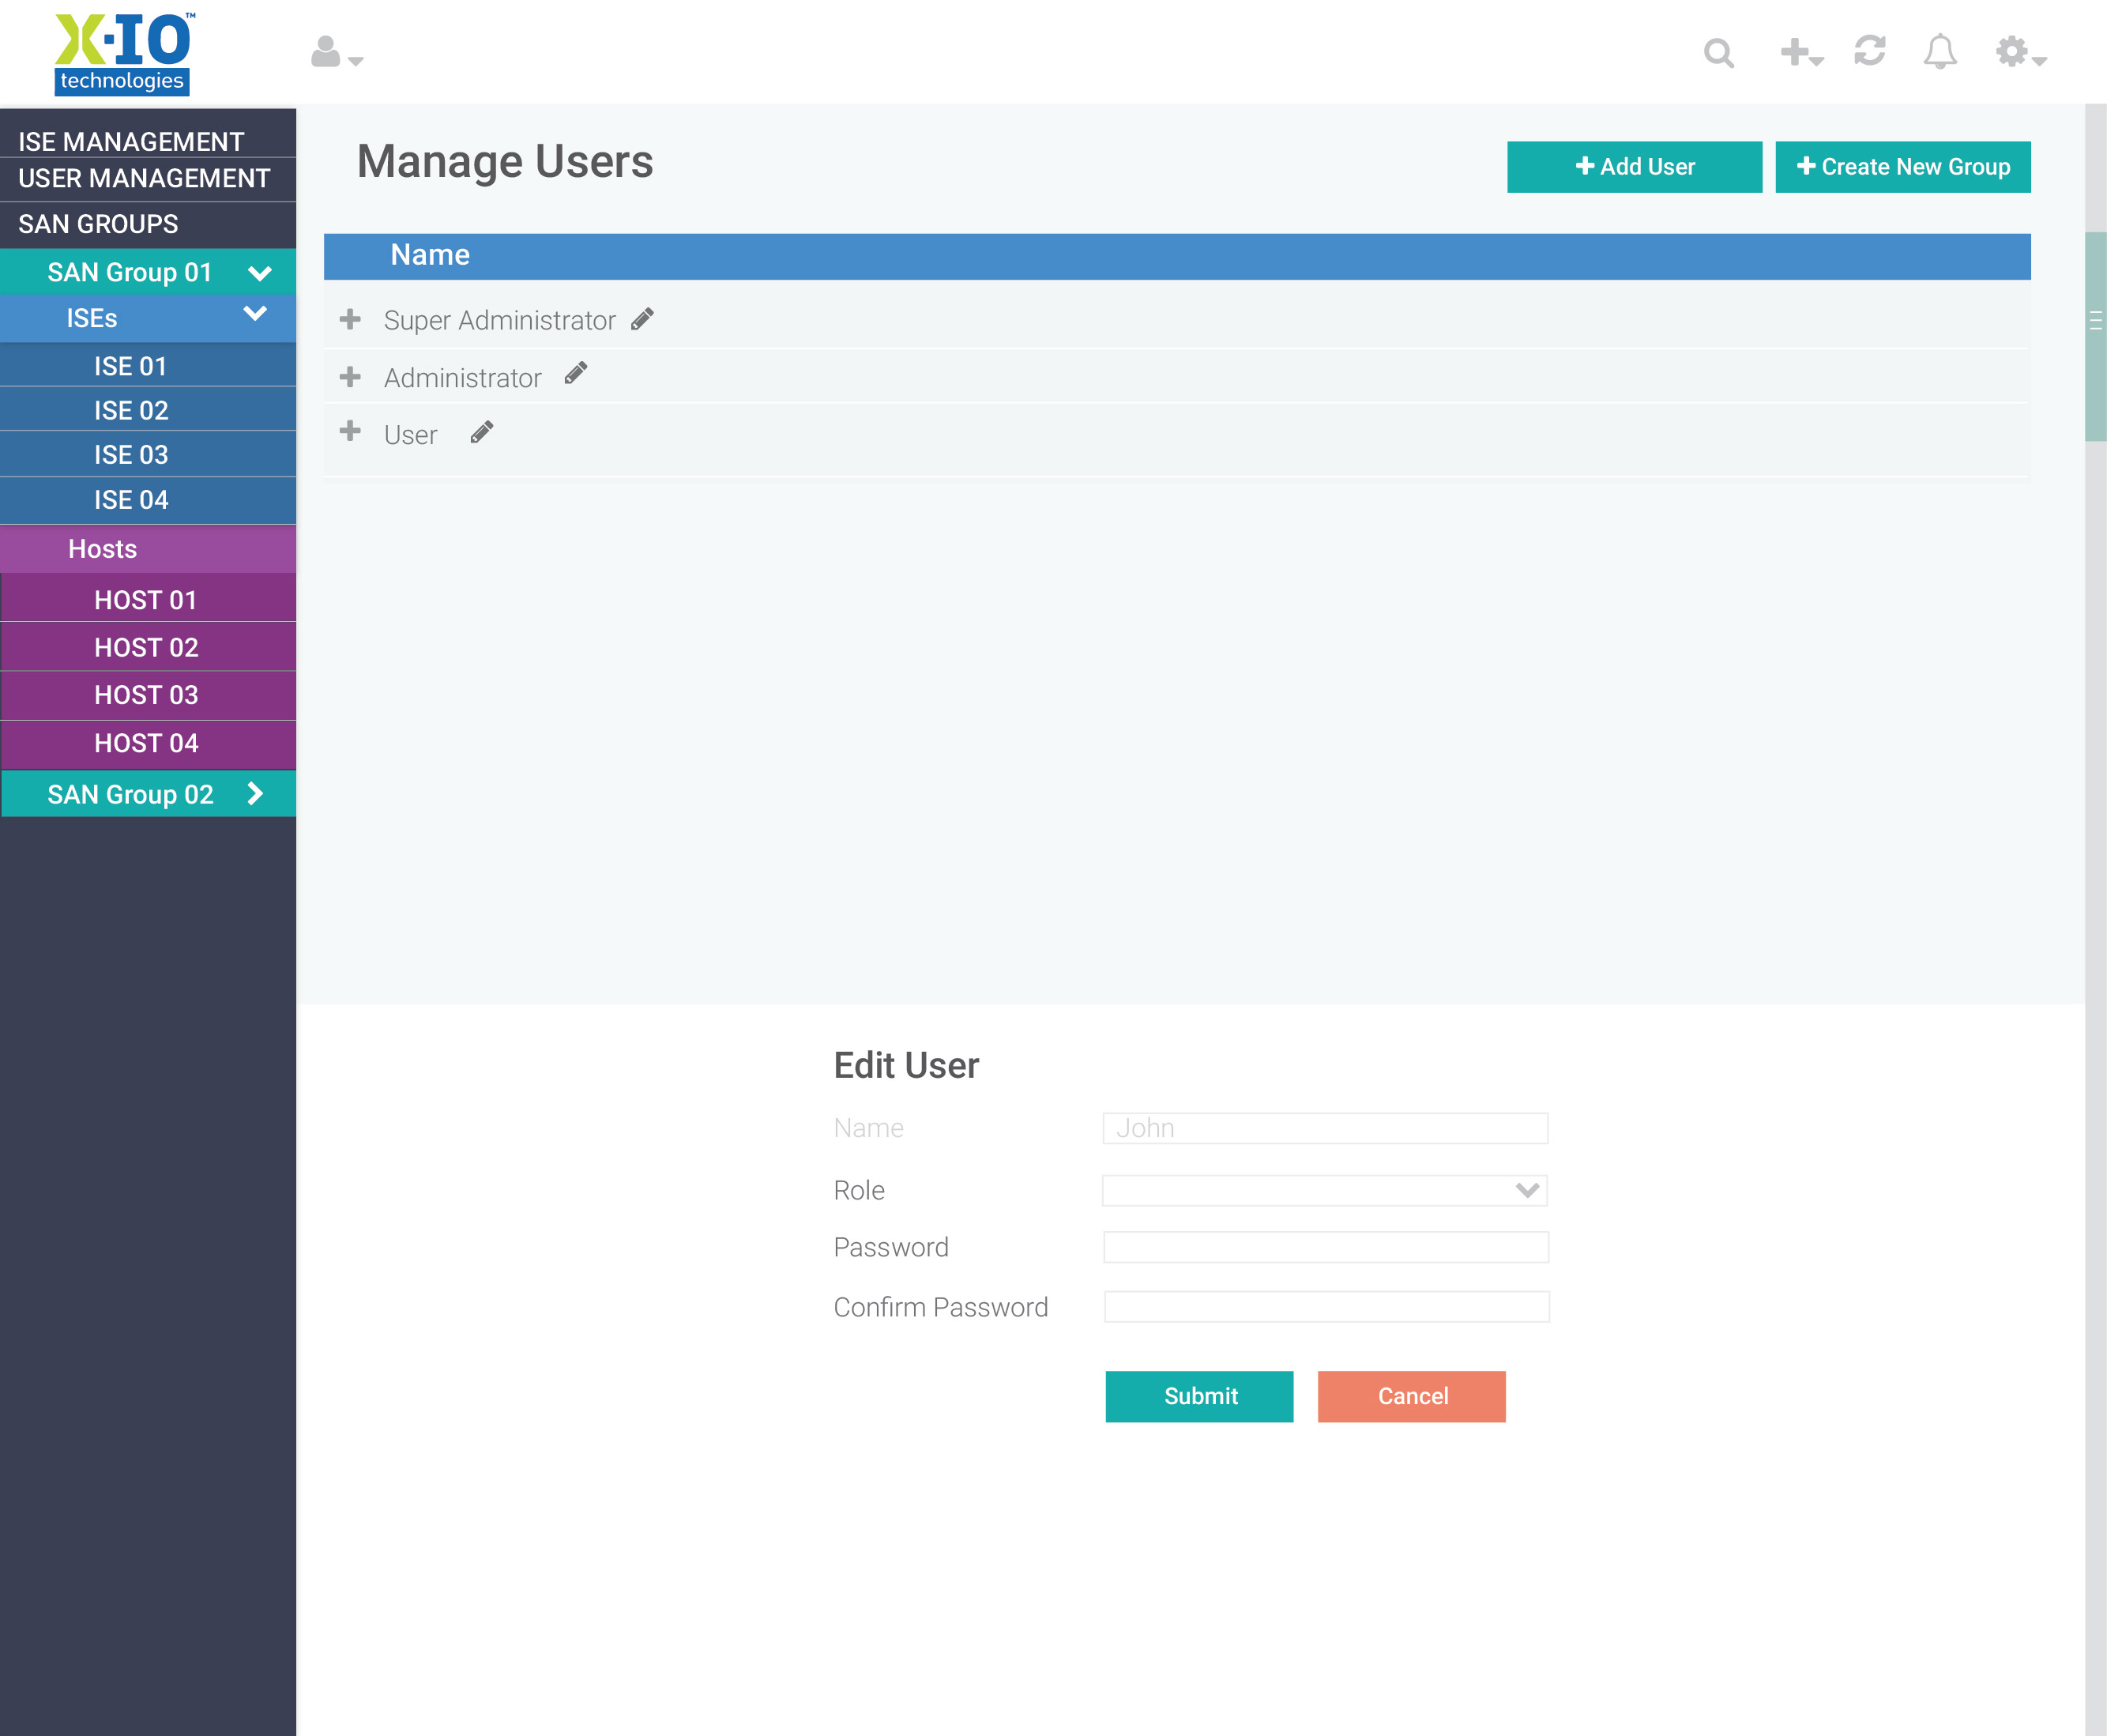 X-IO™
technologies
ISE MANAGEMENT
USER MANAGEMENT
SAN GROUPS
SAN Group 01
ISEs
ISE 01
ISE 02
ISE 03
ISE 04
Hosts
HOST 01
HOST 02
HOST 03
HOST 04
SAN Group 02
Manage Users
Add User
Create New Group
Name
Super Administrator
Administrator
User
Edit User
Name John
Role
Password
Confirm Password
Submit
Cancel